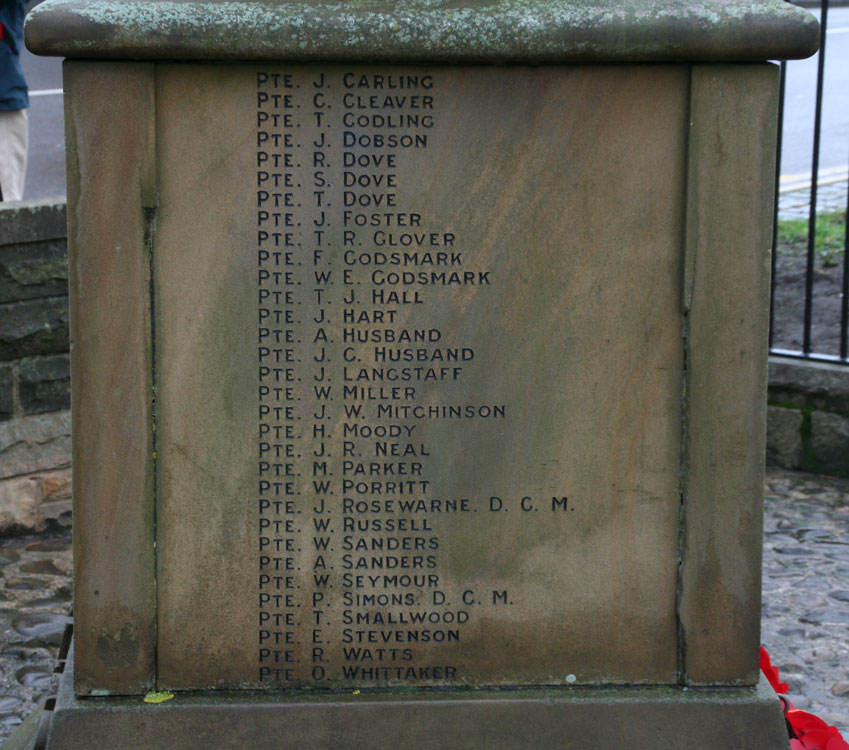 PTE. J. CARLING
PTE. C. CLEAVER
PTE. T. CODLING
PTE. J. DOBSON
PTE. R. DOVE
PTE. S. DOVE
PTE. T. DOVE
PTE. J. FOSTER
PTE. T. R. GLOVER
PTE. F. GODSMARK
PTE. W. E. GODSMARK
PTE. T. J. HALL
PTE. J. HART
PTE. A. HUSBAND
PTE. J. G. HUSBAND
PTE. J. LANGSTAFF
PTE. W. MILLER
PTE. J. W. MITCHINSON
PTE. H. MOODY
PTE. J. R. NEAL
PTE. M. PARKER
PTE. W. PORRITT
PTE. J. ROSEWARNE. D. C. M.
PTE. W. RUSSELL
PTE. W. SANDERS
PTE. A. SANDERS
PTE. W. SEYMOUR
PTE. P. SIMONS. D. C. M.
PTE. T. SMALLWOOD
PTE. E. STEVENSON
PTE. R. WATTS
PTE. O. WHITTAKER